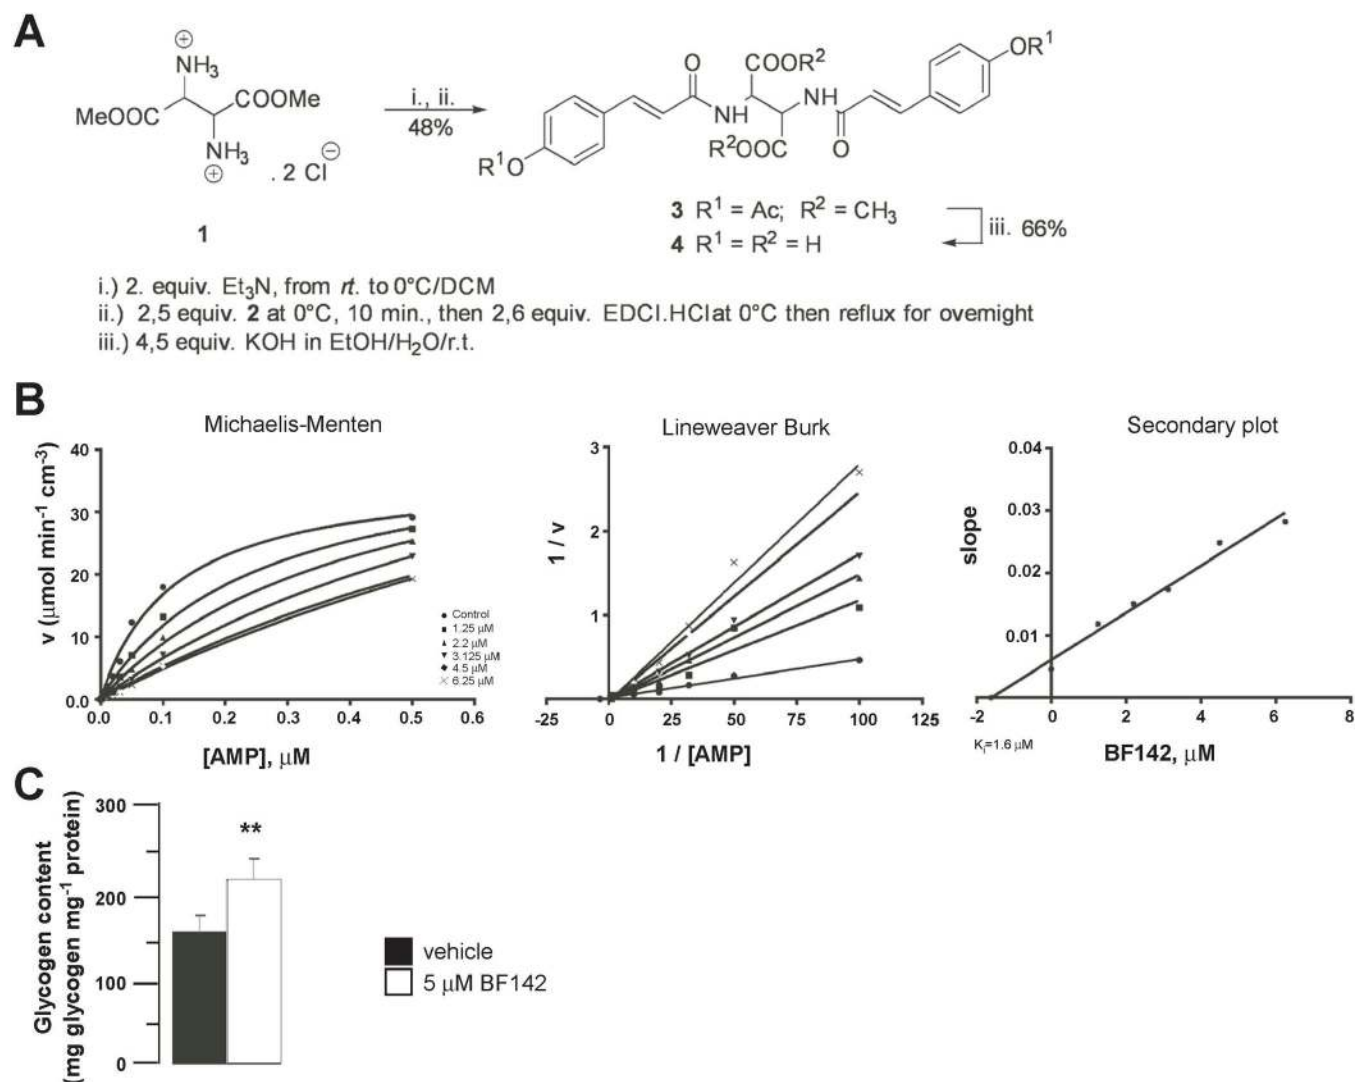 A
⊕
NH3
MeOOC
COOMe
NH3
⊕
. 2 Cl⊖
1
i., ii.
48%
O
COOR2
OR1
NH
NH
R2OOC
O
R1O
3 R1 = Ac; R2 = CH3
4 R1 = R2 = H
iii. 66%
i.) 2. equiv. Et3N, from rt. to 0°C/DCM
ii.) 2,5 equiv. 2 at 0°C, 10 min., then 2,6 equiv. EDCI.HClat 0°C then reflux for overnight
iii.) 4,5 equiv. KOH in EtOH/H2O/r.t.
B
Michaelis-Menten
v (µmol min-1 cm-3)
40
30
20
10
0.0
0.0 0.1 0.2 0.3 0.4 0.5 0.6
[AMP], µM
Control
1.25 µM
2.2 µM
3.125 µM
4.5 µM
6.25 µM
Lineweaver Burk
1 / v
3
2
1
-25 0 25 50 75 100 125
1 / [AMP]
Secondary plot
slope
0.04
0.03
0.02
0.01
-2 0 2 4 6 8
Ki=1.6 µM
BF142, µM
C
Glycogen content
(mg glycogen mg-1 protein)
300
200
100
0
**
vehicle
5 µM BF142